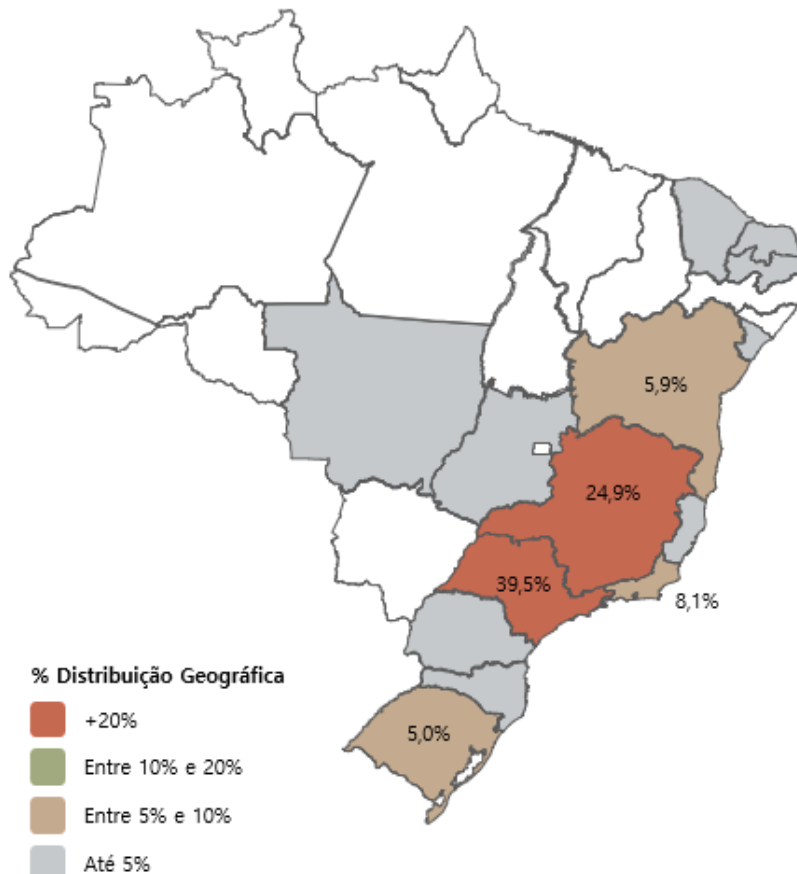 5,9%
24,9%
39,5%
8,1%
5,0%
% Distribuição Geográfica
+20%
Entre 10% e 20%
Entre 5% e 10%
Até 5%